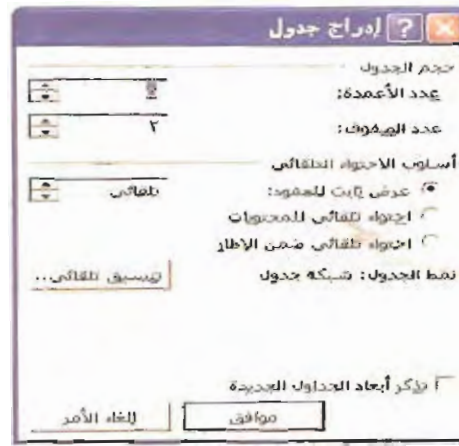 إدراج جدول
حجم الجدول
عدد الأعمدة:
عدد الصفوف: ٢
أسلوب الاحتواء التلقائي
عرض ثابت للعمود: تلقائي
احتواء تلقائي للمحتويات
احتواء تلقائي ضمن الإطار
نمط الجدول: شبكة جدول تنسيق تلقائي...
تذكر أبعاد الجداول الجديدة
موافق إلغاء الأمر